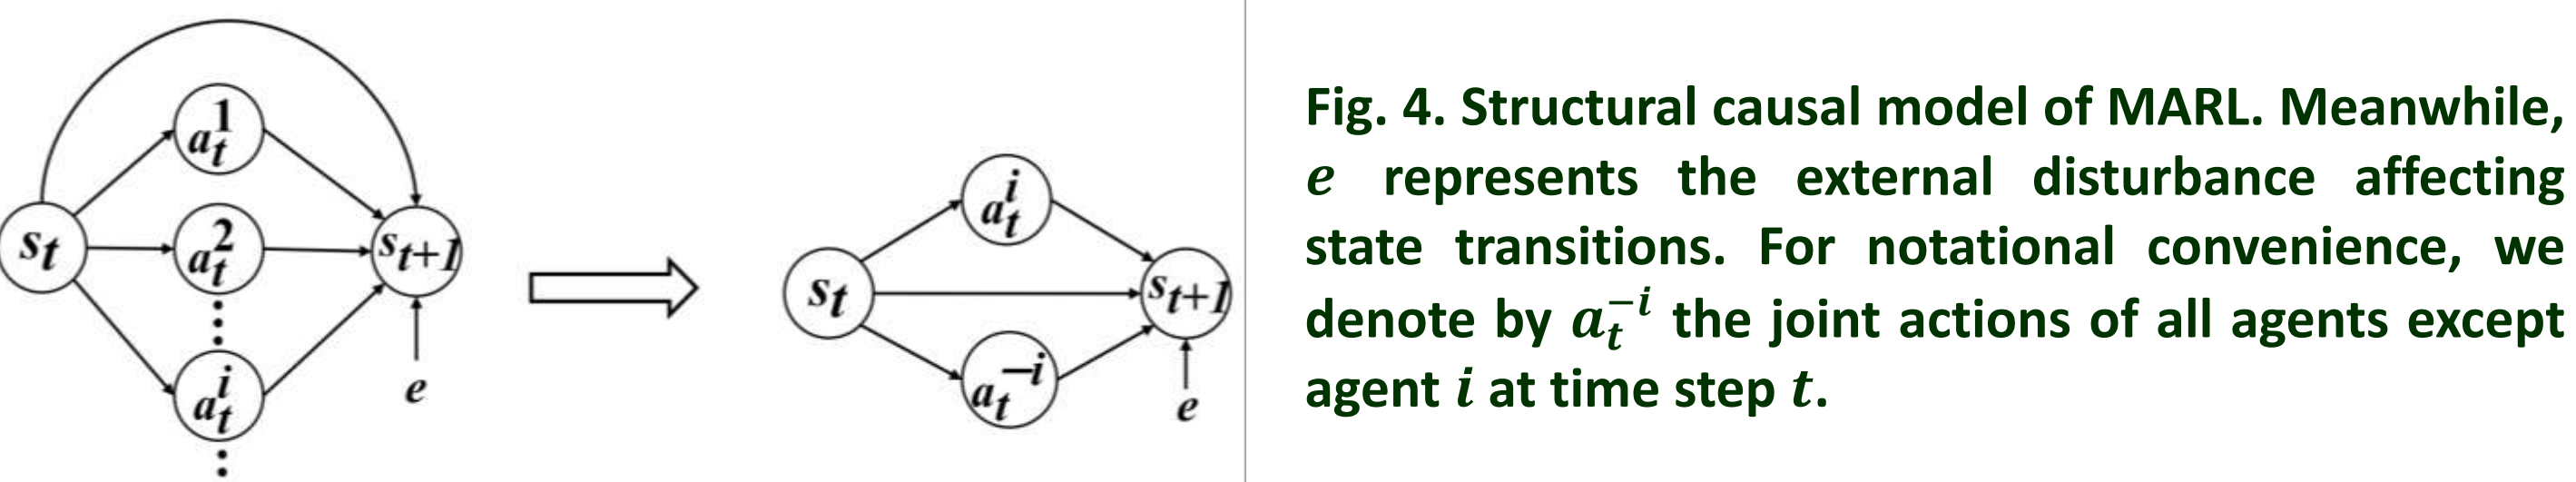 a_t^1
s_t
a_t^2
s_{t+1}
a_t^i
e
a_t^i
s_t
s_{t+1}
a_t^{-i}
e
Fig. 4. Structural causal model of MARL. Meanwhile,
e represents the external disturbance affecting
state transitions. For notational convenience, we
denote by a_t^{-i} the joint actions of all agents except
agent i at time step t.